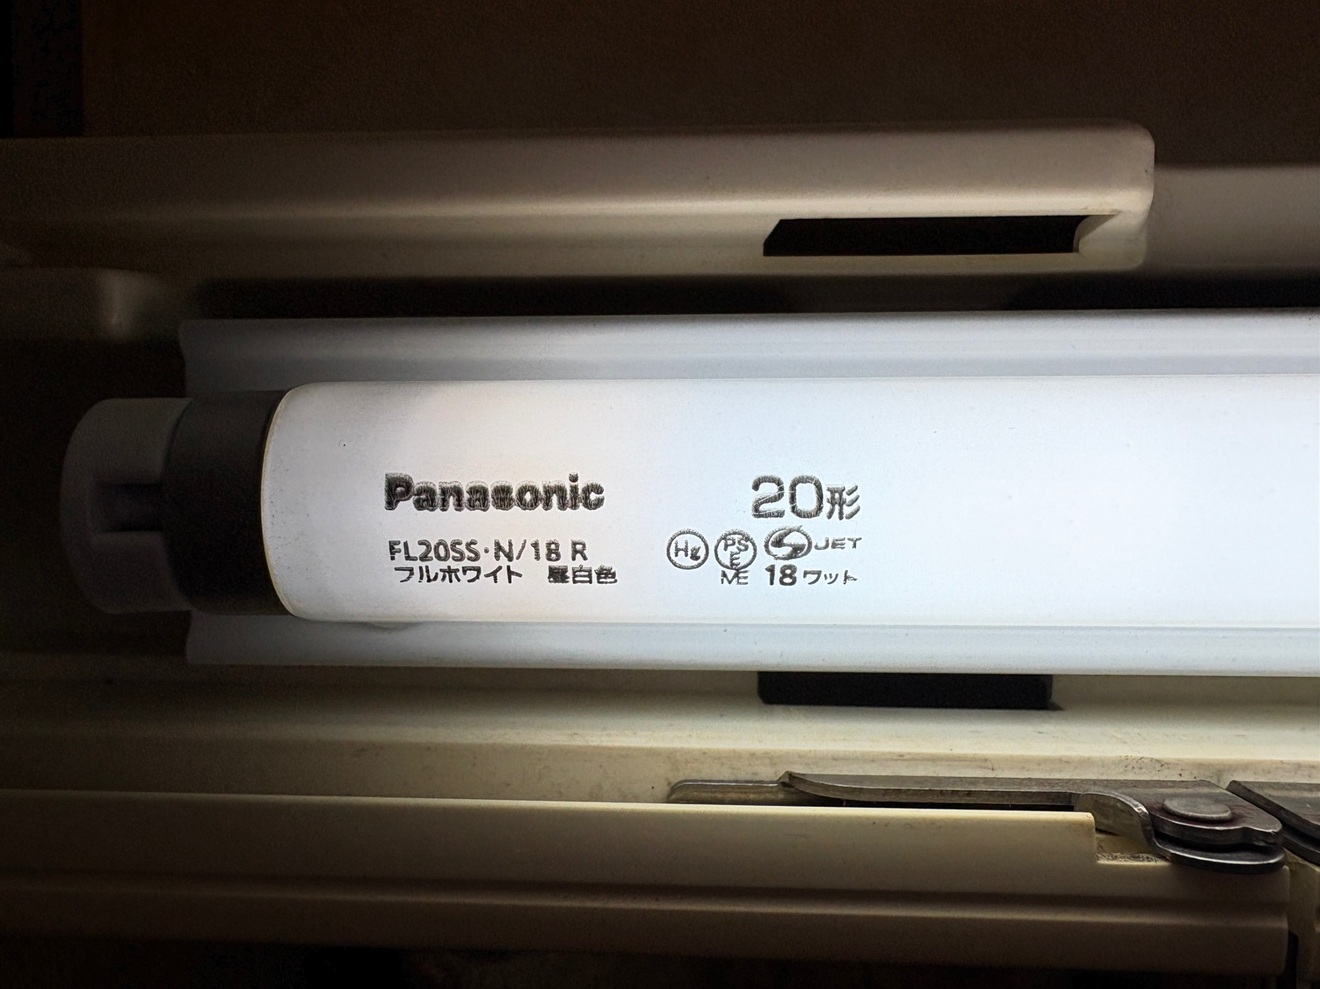 Panasonic
FL20SS·N/18 R
フルホワイト 昼白色
20形
Hg PS E JET
ME 18ワット